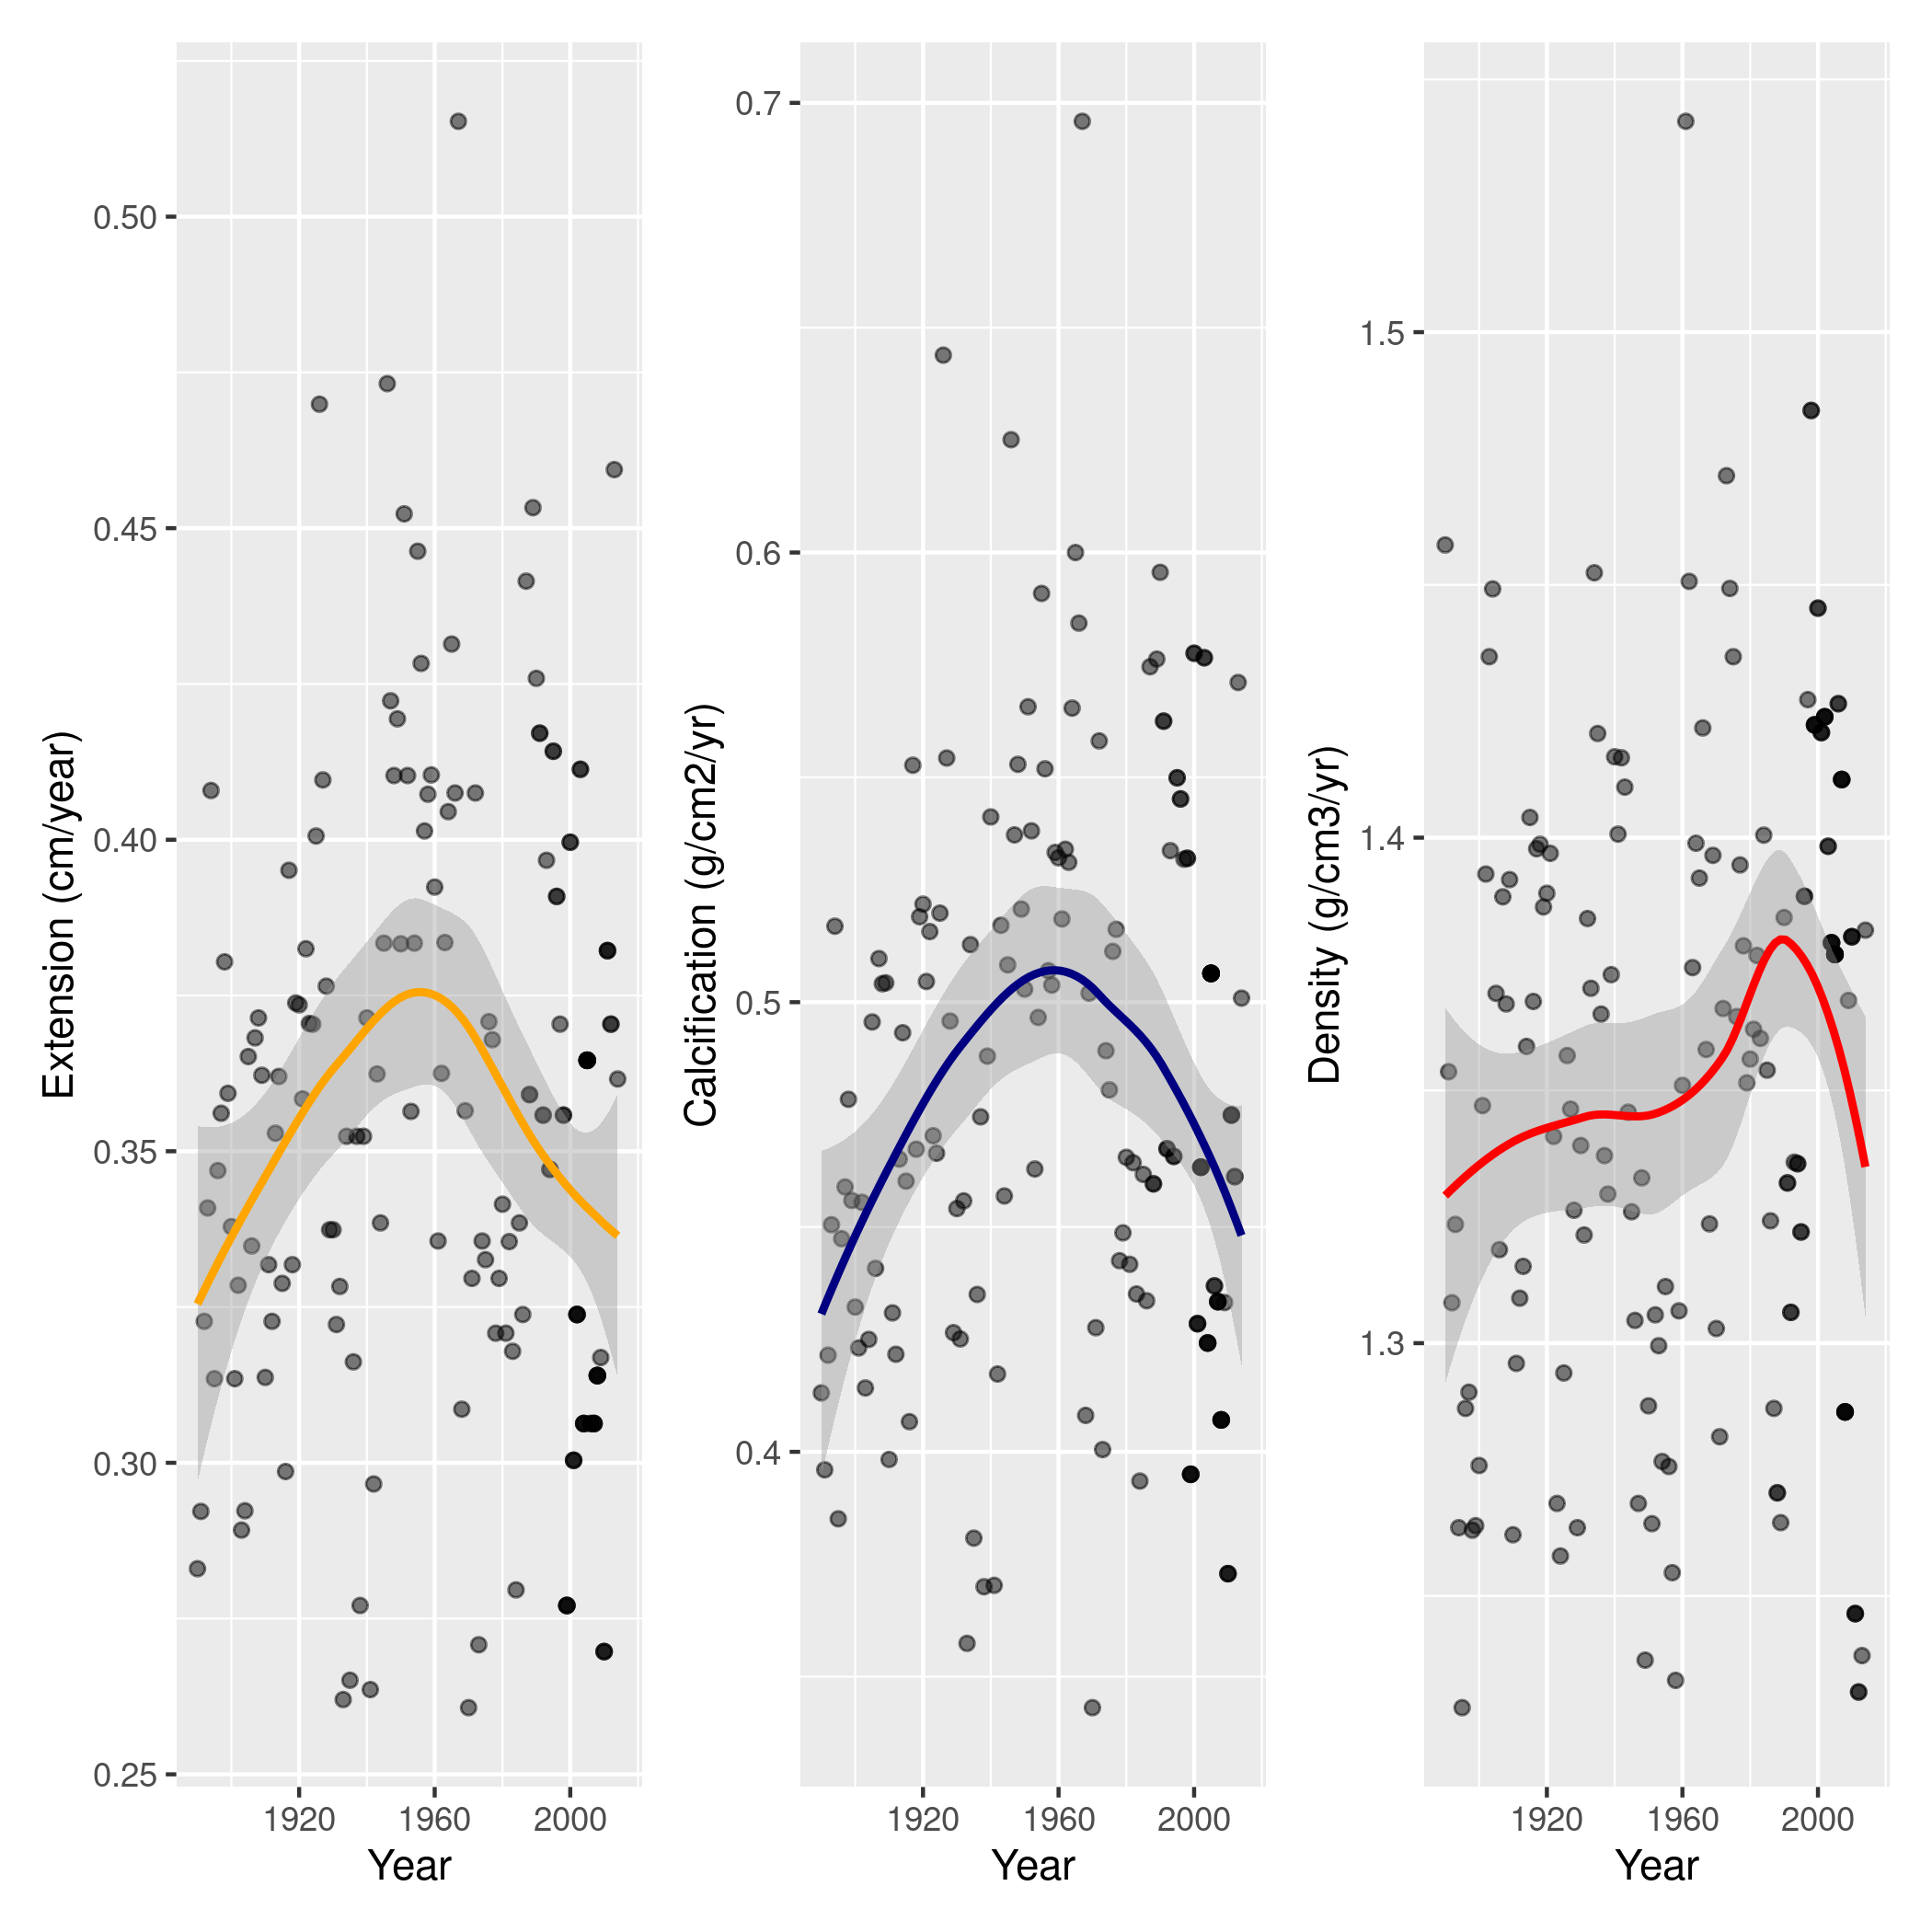 Extension (cm/year)
0.50
0.45
0.40
0.35
0.30
0.25
1920 1960 2000
Year
Calcification (g/cm2/yr)
0.7
0.6
0.5
0.4
1920 1960 2000
Year
Density (g/cm3/yr)
1.5
1.4
1.3
1920 1960 2000
Year